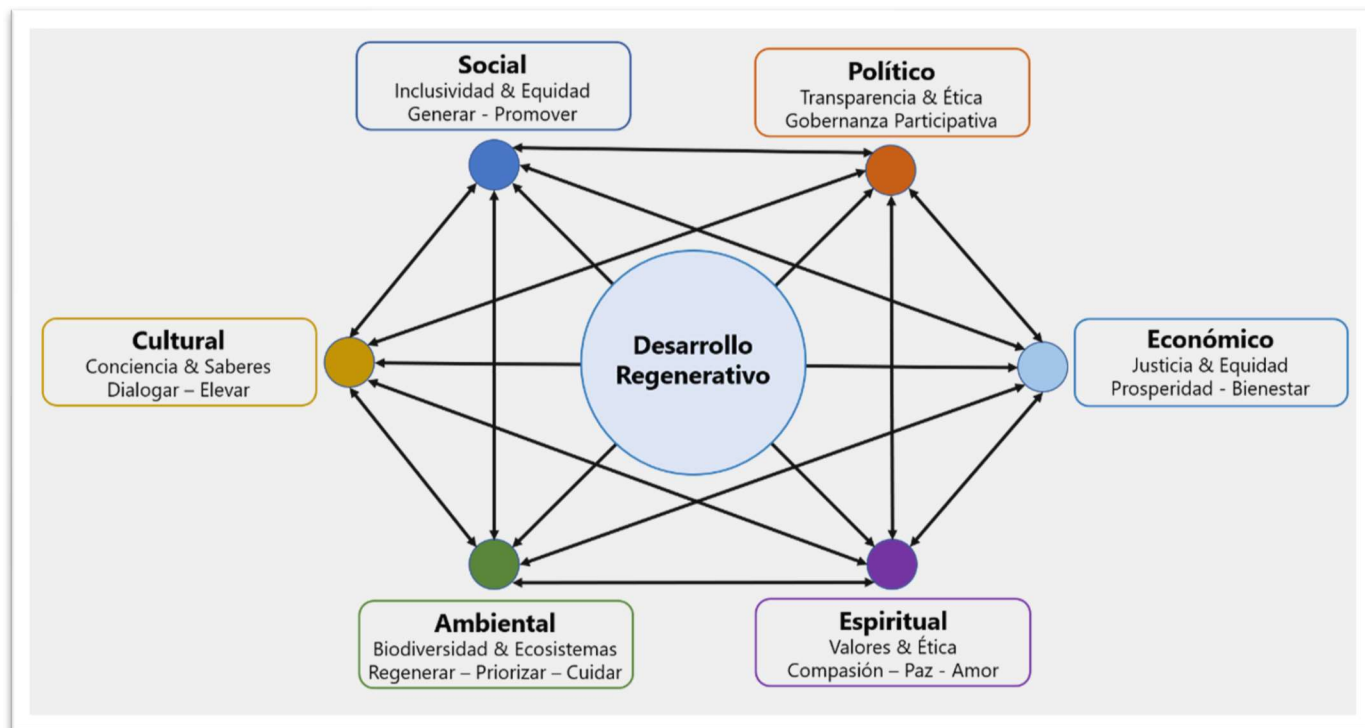 Social
Inclusividad & Equidad
Generar - Promover
Político
Transparencia & Ética
Gobernanza Participativa
Cultural
Conciencia & Saberes
Dialogar – Elevar
Desarrollo
Regenerativo
Económico
Justicia & Equidad
Prosperidad - Bienestar
Ambiental
Biodiversidad & Ecosistemas
Regenerar – Priorizar – Cuidar
Espiritual
Valores & Ética
Compasión – Paz - Amor